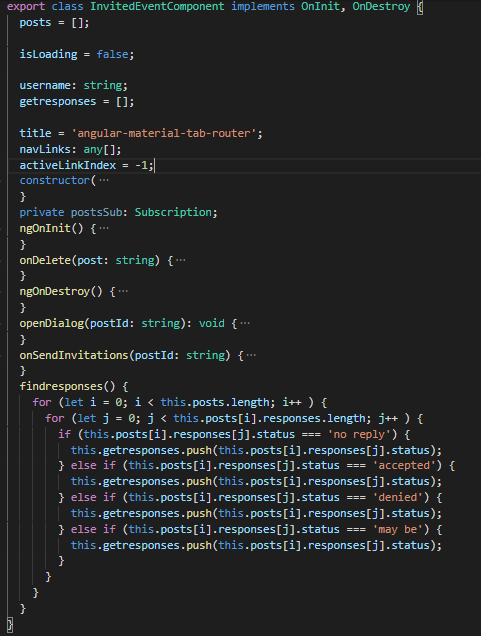 export class InvitedEventComponent implements OnInit, OnDestroy {
posts = [];
isLoading = false;
username: string;
getresponses = [];
title = 'angular-material-tab-router';
navLinks: any[];
activeLinkIndex = -1;
constructor( ⋯
}
private postsSub: Subscription;
ngOnInit() { ⋯
}
onDelete(post: string) { ⋯
}
ngOnDestroy() { ⋯
}
openDialog(postId: string): void { ⋯
}
onSendInvitations(postId: string) { ⋯
}
findresponses() {
for (let i = 0; i < this.posts.length; i++ ) {
for (let j = 0; j < this.posts[i].responses.length; j++ ) {
if (this.posts[i].responses[j].status === 'no reply') {
this.getresponses.push(this.posts[i].responses[j].status);
} else if (this.posts[i].responses[j].status === 'accepted') {
this.getresponses.push(this.posts[i].responses[j].status);
} else if (this.posts[i].responses[j].status === 'denied') {
this.getresponses.push(this.posts[i].responses[j].status);
} else if (this.posts[i].responses[j].status === 'may be') {
this.getresponses.push(this.posts[i].responses[j].status);
}
}
}
}
}